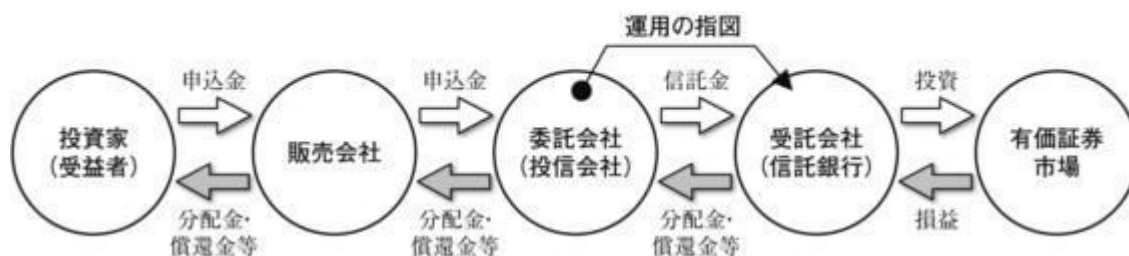 運用の指図
申込金
申込金
信託金
投資
投資家
(受益者)
販売会社
委託会社
(投信会社)
受託会社
(信託銀行)
有価証券
市場
分配金・
償還金等
分配金・
償還金等
分配金・
償還金等
損益